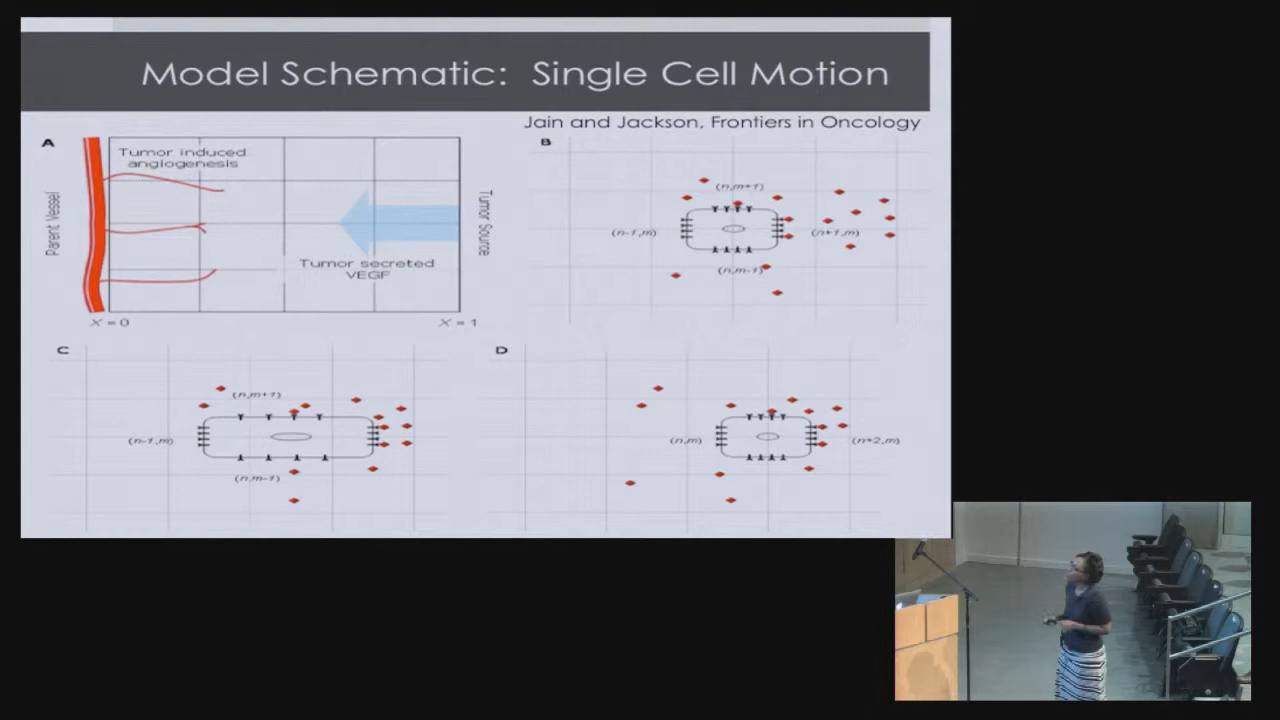 Model Schematic: Single Cell Motion
Jain and Jackson, Frontiers in Oncology
A
Tumor induced
angiogenesis
Parent Vessel
Tumor Source
Tumor secreted
VEGF
X = 0
X = 1
B
(n,m+1)
(n-1,m)
(n+1,m)
(n,m-1)
C
(n,m+1)
(n-1,m)
(n,m-1)
D
(n,m)
(n+2,m)